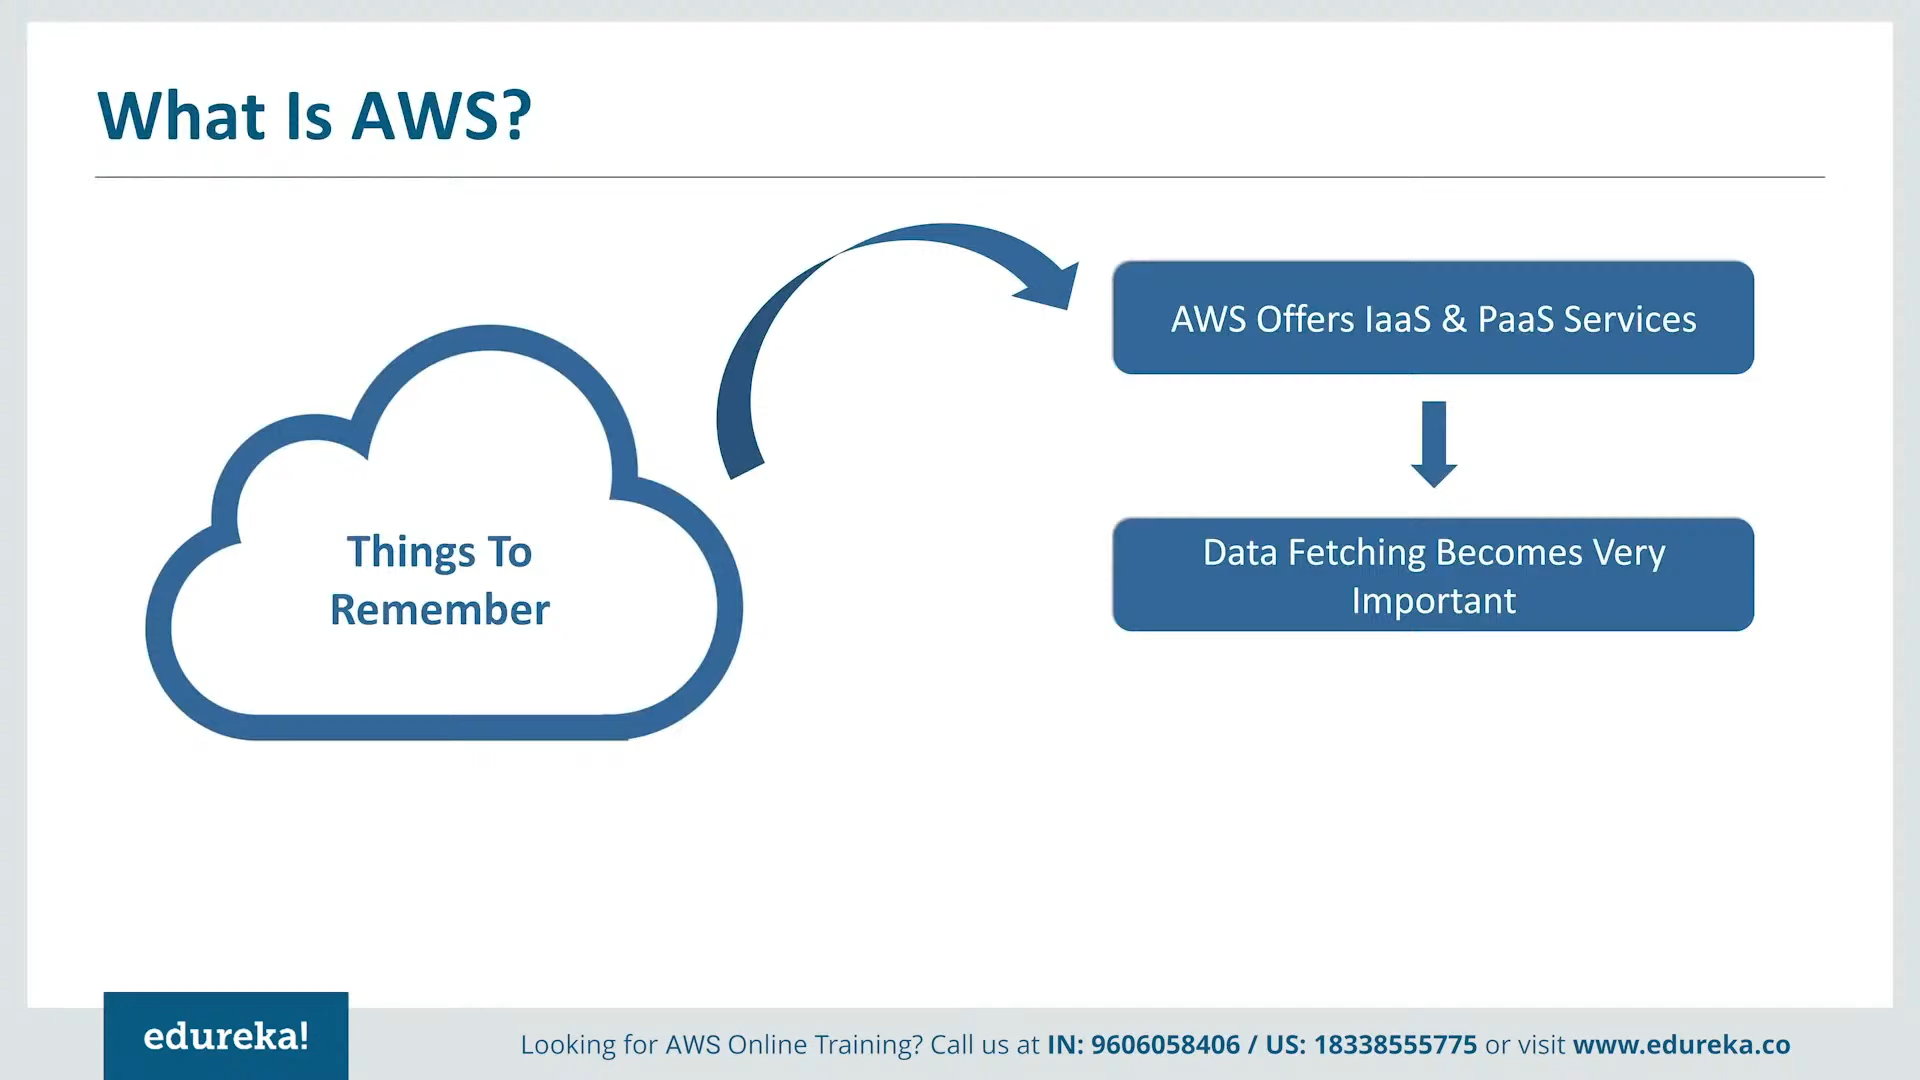 What Is AWS?
Things To
Remember
AWS Offers IaaS & PaaS Services
Data Fetching Becomes Very
Important
edureka!
Looking for AWS Online Training? Call us at IN: 9606058406 / US: 18338555775 or visit www.edureka.co